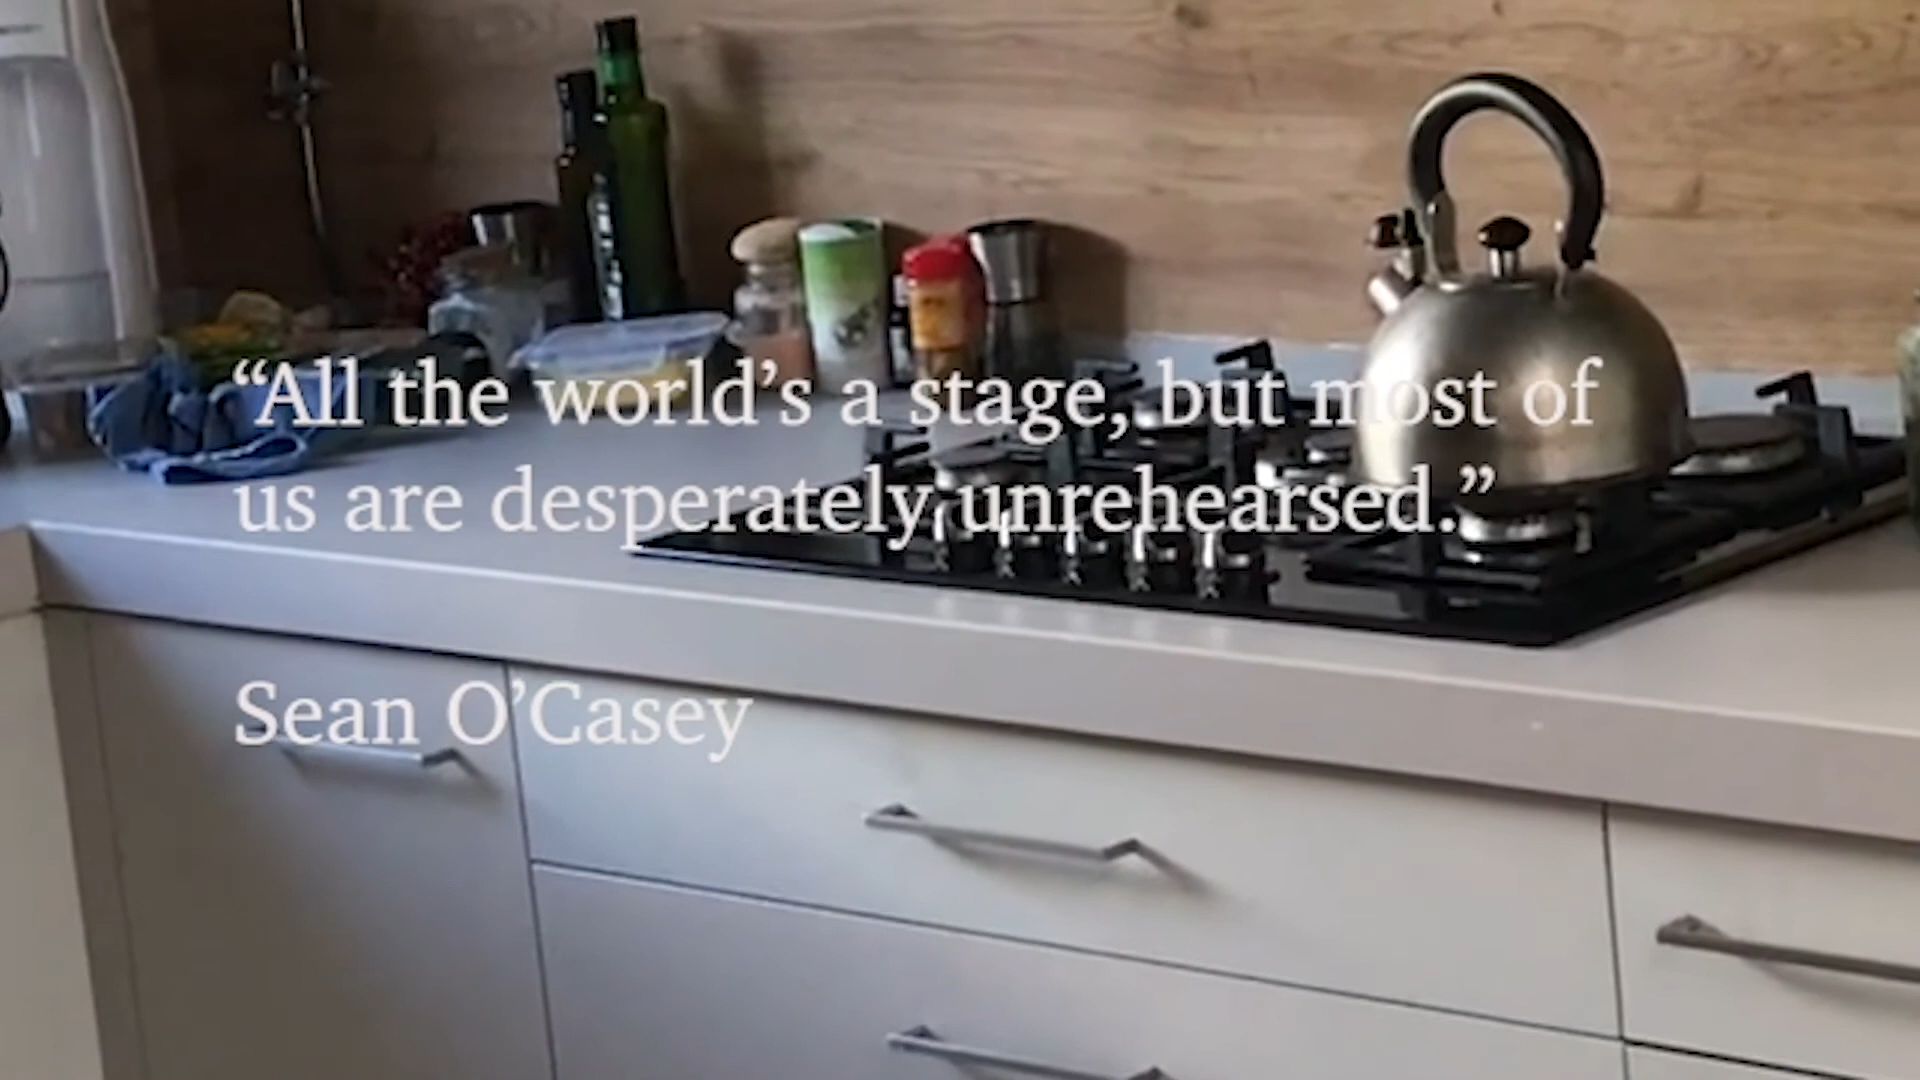 “All the world’s a stage, but most of
us are desperately unrehearsed.”
Sean O’Casey